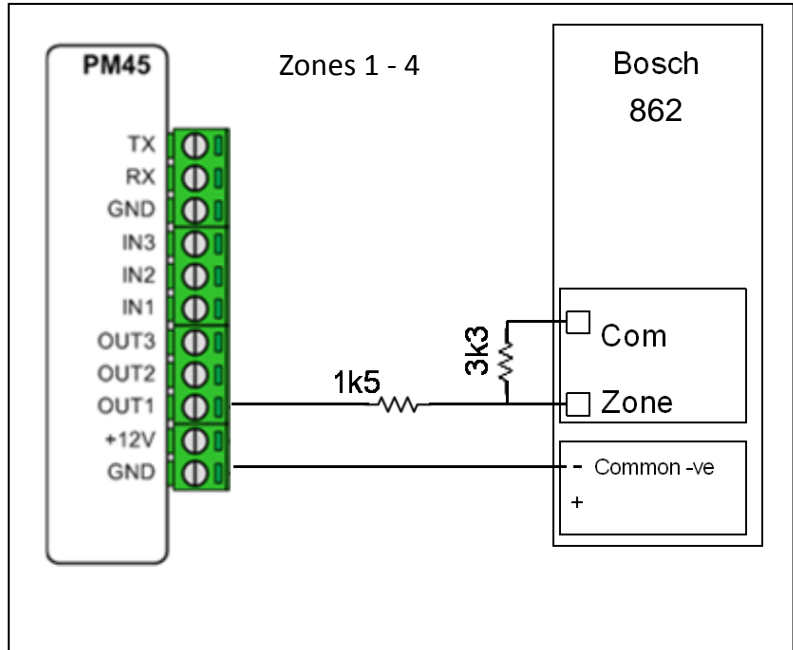 PM45
Zones 1 - 4
Bosch
862
TX
RX
GND
IN3
IN2
IN1
OUT3
OUT2
OUT1
+12V
GND
1k5
3k3
Com
Zone
- Common -ve
+